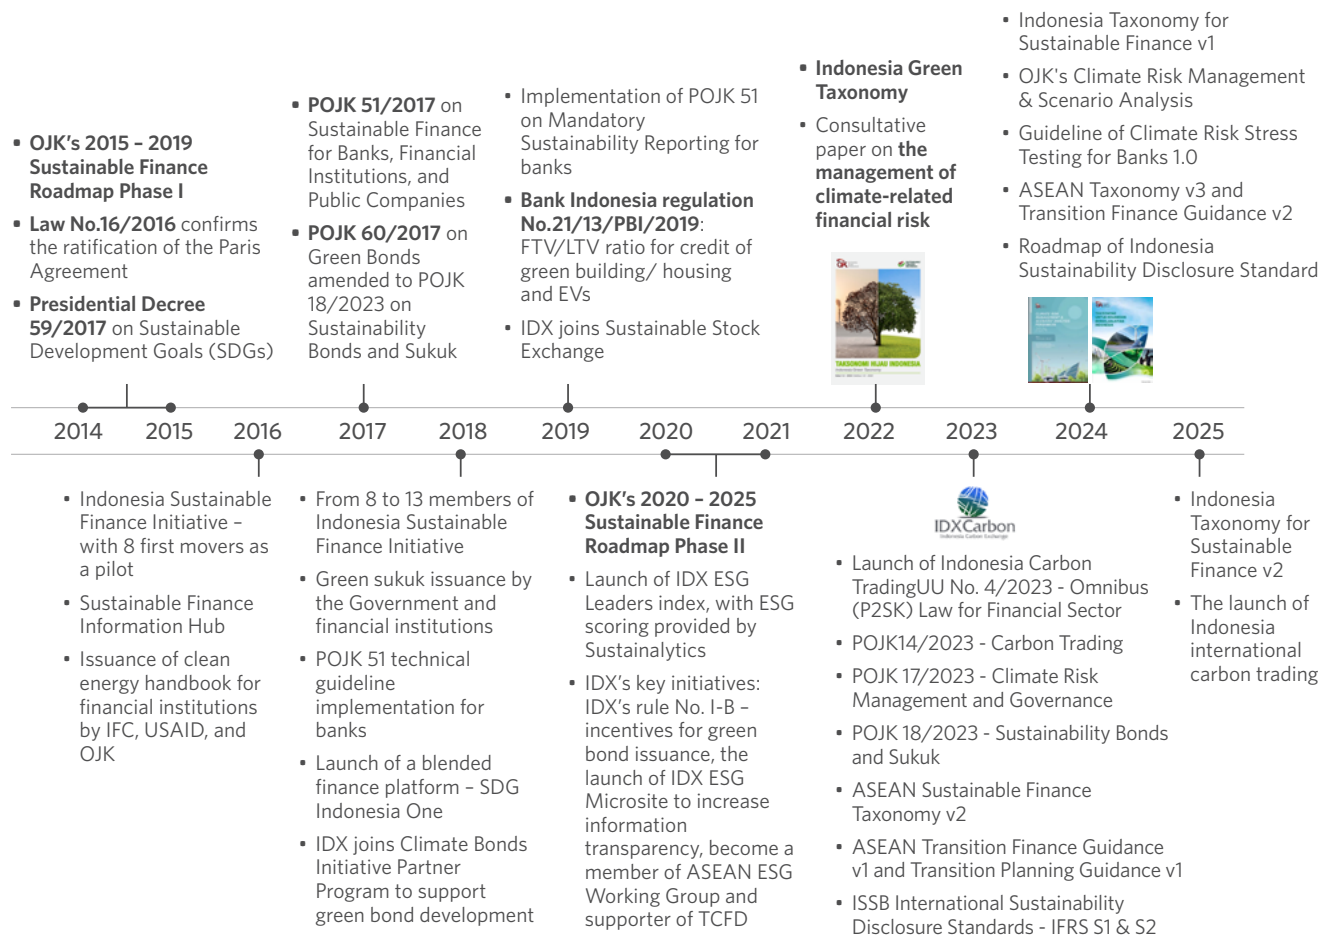 • OJK's 2015 – 2019
Sustainable Finance
Roadmap Phase I
• Law No.16/2016 confirms
the ratification of the Paris
Agreement
• Presidential Decree
59/2017 on Sustainable
Development Goals (SDGs)
• POJK 51/2017 on
Sustainable Finance
for Banks, Financial
Institutions, and
Public Companies
• POJK 60/2017 on
Green Bonds
amended to POJK
18/2023 on
Sustainability
Bonds and Sukuk
• Implementation of POJK 51
on Mandatory
Sustainability Reporting for
banks
• Bank Indonesia regulation
No.21/13/PBI/2019:
FTV/LTV ratio for credit of
green building/ housing
and EVs
• IDX joins Sustainable Stock
Exchange
• Indonesia Green
Taxonomy
• Consultative
paper on the
management of
climate-related
financial risk
TAKSONOMI HIJAU INDONESIA
• Indonesia Taxonomy for
Sustainable Finance v1
• OJK's Climate Risk Management
& Scenario Analysis
• Guideline of Climate Risk Stress
Testing for Banks 1.0
• ASEAN Taxonomy v3 and
Transition Finance Guidance v2
• Roadmap of Indonesia
Sustainability Disclosure Standard
2014 2015 2016 2017 2018 2019 2020 2021 2022 2023 2024 2025
• Indonesia Sustainable
Finance Initiative –
with 8 first movers as
a pilot
• Sustainable Finance
Information Hub
• Issuance of clean
energy handbook for
financial institutions
by IFC, USAID, and
OJK
• From 8 to 13 members of
Indonesia Sustainable
Finance Initiative
• Green sukuk issuance by
the Government and
financial institutions
• POJK 51 technical
guideline
implementation for
banks
• Launch of a blended
finance platform – SDG
Indonesia One
• IDX joins Climate Bonds
Initiative Partner
Program to support
green bond development
• OJK's 2020 – 2025
Sustainable Finance
Roadmap Phase II
• Launch of IDX ESG
Leaders index, with ESG
scoring provided by
Sustainalytics
• IDX's key initiatives:
IDX's rule No. I-B –
incentives for green
bond issuance, the
launch of IDX ESG
Microsite to increase
information
transparency, become a
member of ASEAN ESG
Working Group and
supporter of TCFD
IDXCarbon
Indonesia Carbon Exchange
• Launch of Indonesia Carbon
TradingUU No. 4/2023 - Omnibus
(P2SK) Law for Financial Sector
• POJK14/2023 - Carbon Trading
• POJK 17/2023 - Climate Risk
Management and Governance
• POJK 18/2023 - Sustainability Bonds
and Sukuk
• ASEAN Sustainable Finance
Taxonomy v2
• ASEAN Transition Finance Guidance
v1 and Transition Planning Guidance v1
• ISSB International Sustainability
Disclosure Standards - IFRS S1 & S2
• Indonesia
Taxonomy for
Sustainable
Finance v2
• The launch of
Indonesia
international
carbon trading